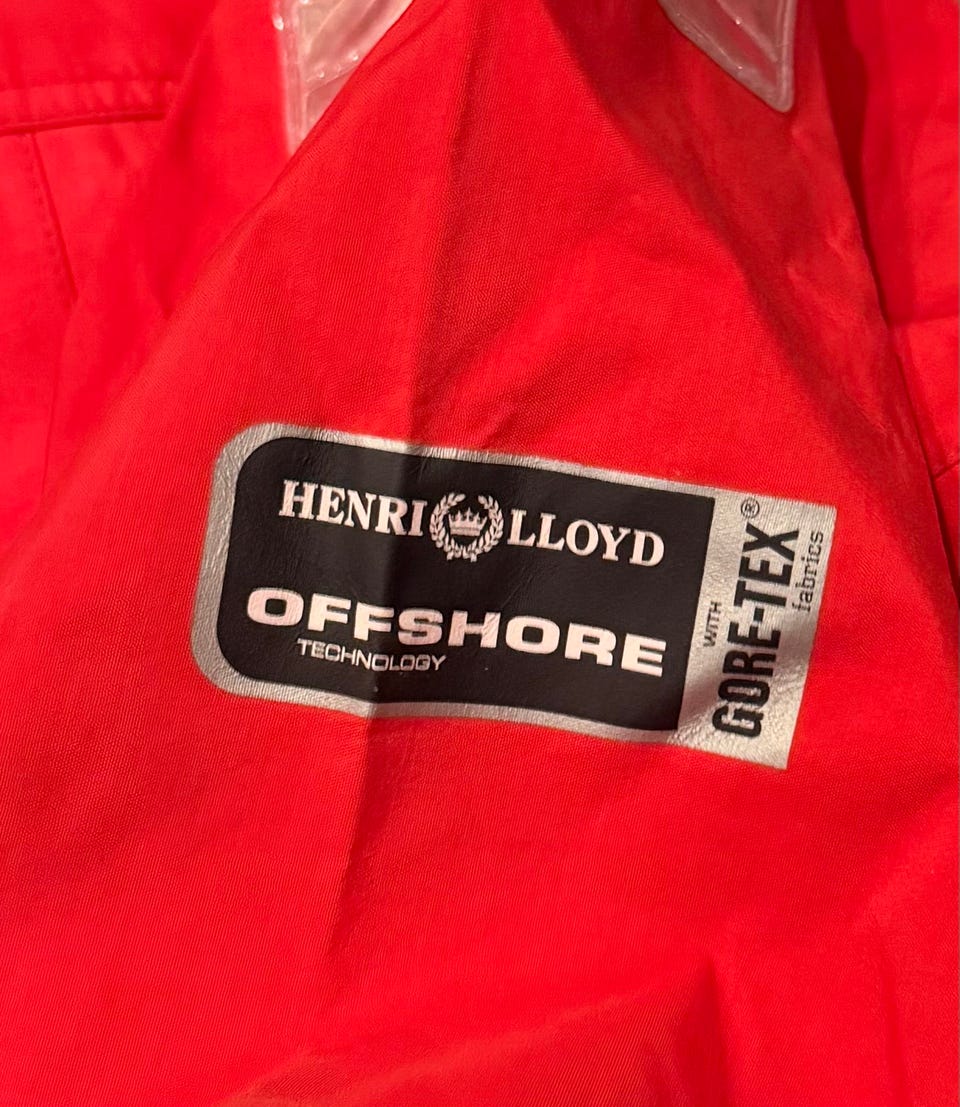 HENRI LLOYD
OFFSHORE
TECHNOLOGY
WITH
GORE-TEX®
fabrics